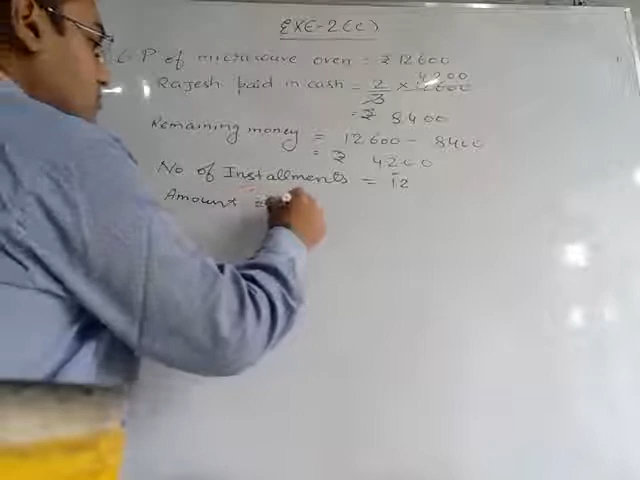 EXE-2(C)
C P of microwave oven = ₹ 12600
Rajesh paid in cash = 2/3 × 12600 4200
= ₹ 8400
Remaining money = 12600 - 8400
= ₹ 4200
No of Installments = 12
Amount